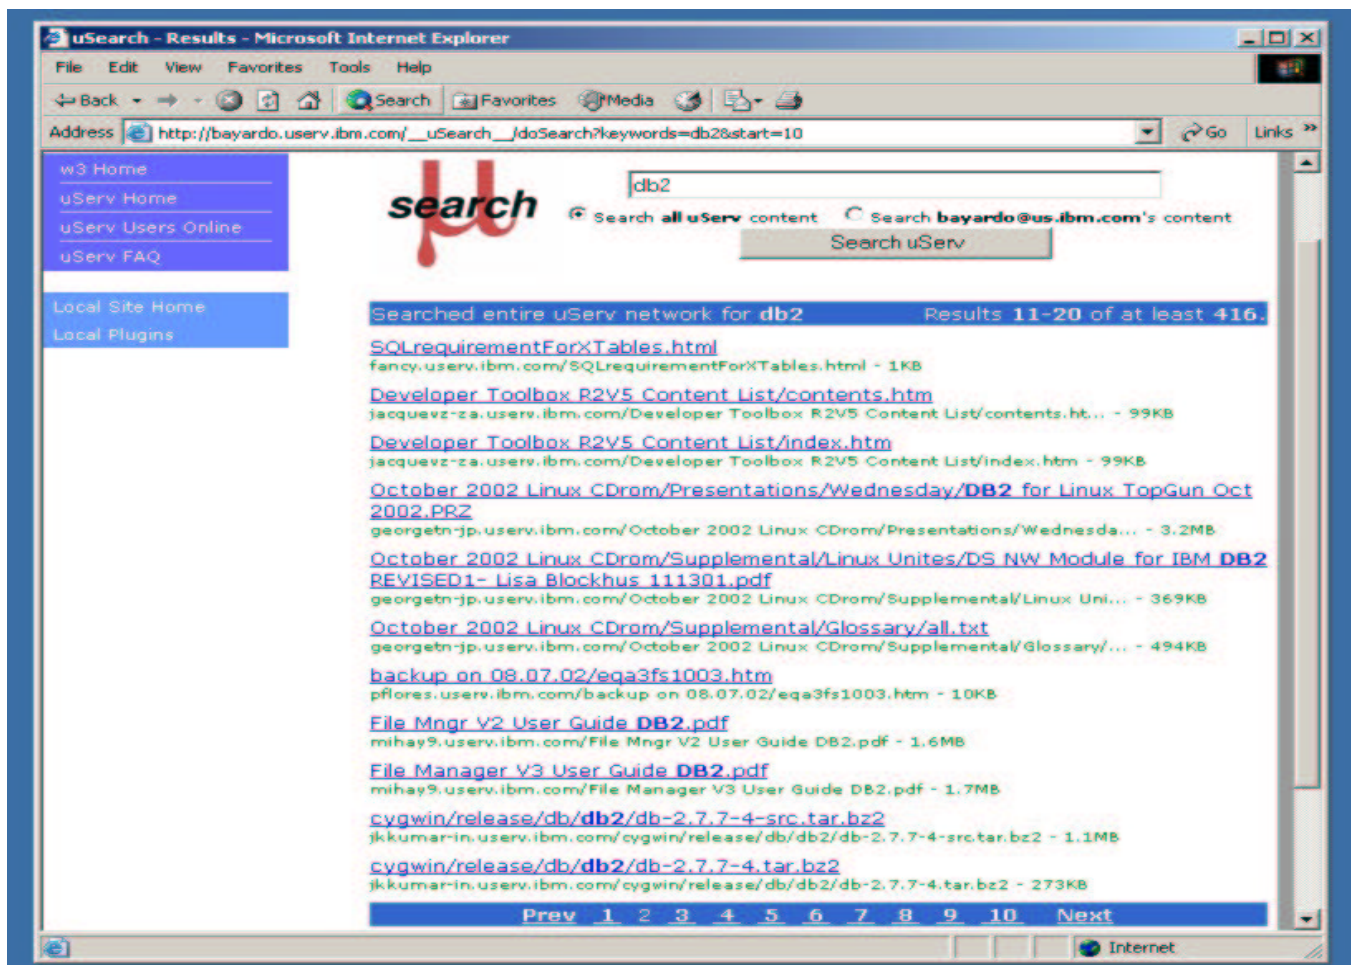 uSearch - Results - Microsoft Internet Explorer
File Edit View Favorites Tools Help
Back Search Favorites Media
Address http://bayardo.userv.ibm.com/__uSearch__/doSearch?keywords=db2&start=10 Go Links »
w3 Home
uServ Home
uServ Users Online
uServ FAQ
Local Site Home
Local Plugins
µ search
db2
Search all uServ content Search bayardo@us.ibm.com's content
Search uServ
Searched entire uServ network for db2 Results 11-20 of at least 416.
SQLrequirementForXTables.html
fancy.userv.ibm.com/SQLrequirementForXTables.html - 1KB
Developer Toolbox R2V5 Content List/contents.htm
jacquevz-za.userv.ibm.com/Developer Toolbox R2V5 Content List/contents.ht... - 99KB
Developer Toolbox R2V5 Content List/index.htm
jacquevz-za.userv.ibm.com/Developer Toolbox R2V5 Content List/index.htm - 99KB
October 2002 Linux CDrom/Presentations/Wednesday/DB2 for Linux TopGun Oct
2002.PRZ
georgetn-jp.userv.ibm.com/October 2002 Linux CDrom/Presentations/Wednesda... - 3.2MB
October 2002 Linux CDrom/Supplemental/Linux Unites/DS NW Module for IBM DB2
REVISED1- Lisa Blockhus 111301.pdf
georgetn-jp.userv.ibm.com/October 2002 Linux CDrom/Supplemental/Linux Uni... - 369KB
October 2002 Linux CDrom/Supplemental/Glossary/all.txt
georgetn-jp.userv.ibm.com/October 2002 Linux CDrom/Supplemental/Glossary/... - 494KB
backup on 08.07.02/eqa3fs1003.htm
pflores.userv.ibm.com/backup on 08.07.02/eqa3fs1003.htm - 10KB
File Mngr V2 User Guide DB2.pdf
mihay9.userv.ibm.com/File Mngr V2 User Guide DB2.pdf - 1.6MB
File Manager V3 User Guide DB2.pdf
mihay9.userv.ibm.com/File Manager V3 User Guide DB2.pdf - 1.7MB
cygwin/release/db/db2/db-2.7.7-4-src.tar.bz2
jkkumar-in.userv.ibm.com/cygwin/release/db/db2/db-2.7.7-4-src.tar.bz2 - 1.1MB
cygwin/release/db/db2/db-2.7.7-4.tar.bz2
jkkumar-in.userv.ibm.com/cygwin/release/db/db2/db-2.7.7-4.tar.bz2 - 273KB
Prev 1 2 3 4 5 6 7 8 9 10 Next
Internet